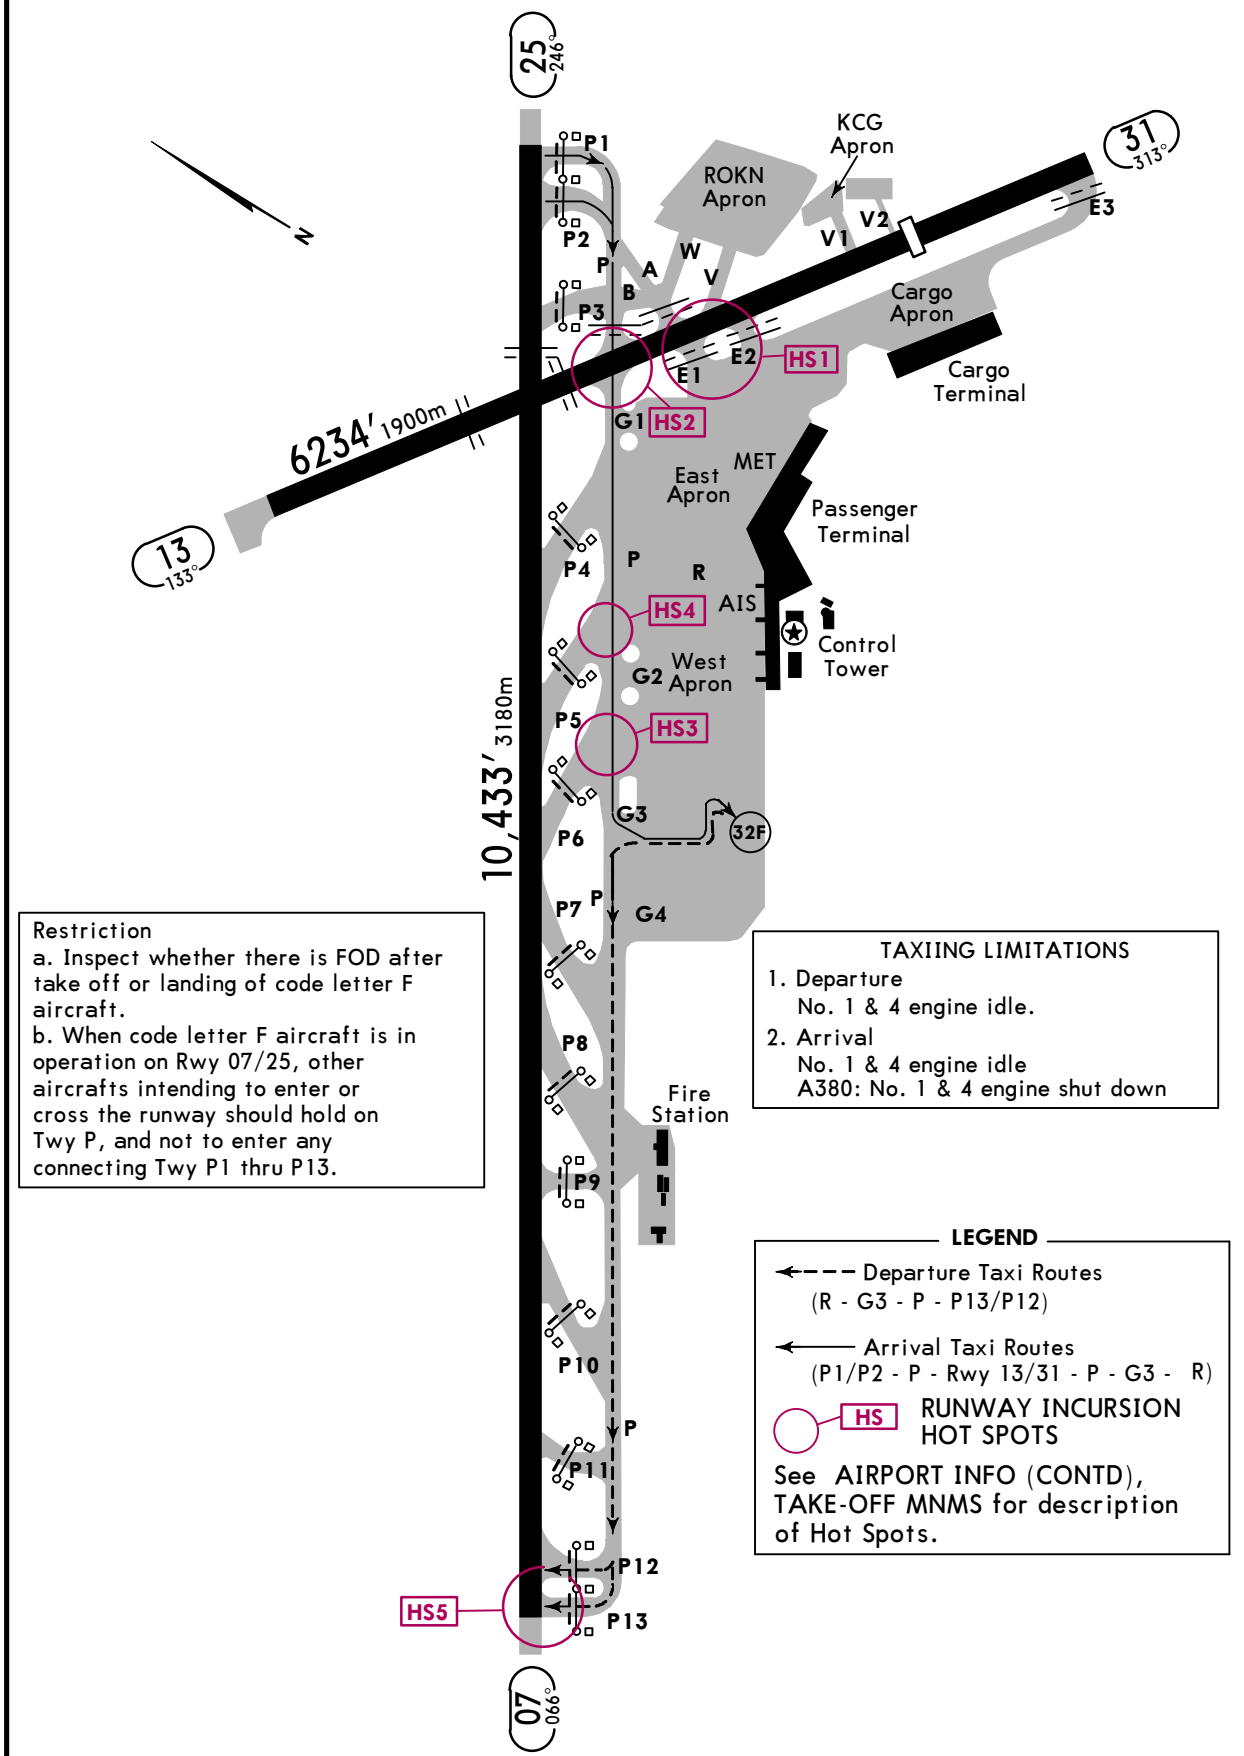 25
246°
KCG
Apron
31
313°
P1
ROKN
Apron
E3
V2
V1
P2
W
P
A
V
N
B
Cargo
Apron
P3
E2
HS1
E1
Cargo
Terminal
G1
HS2
6234' 1900m
MET
East
Apron
Passenger
Terminal
13
133°
P4
P
R
HS4
AIS
Control
Tower
West
Apron
G2
P5
HS3
10,433' 3180m
G3
32F
P6
P
P7
G4
Restriction
a. Inspect whether there is FOD after
take off or landing of code letter F
aircraft.
b. When code letter F aircraft is in
operation on Rwy 07/25, other
aircrafts intending to enter or
cross the runway should hold on
Twy P, and not to enter any
connecting Twy P1 thru P13.
TAXIING LIMITATIONS
1. Departure
No. 1 & 4 engine idle.
2. Arrival
No. 1 & 4 engine idle
A380: No. 1 & 4 engine shut down
P8
Fire
Station
P9
LEGEND
Departure Taxi Routes
(R - G3 - P - P13/P12)
Arrival Taxi Routes
(P1/P2 - P - Rwy 13/31 - P - G3 - R)
HS RUNWAY INCURSION
HOT SPOTS
See AIRPORT INFO (CONTD),
TAKE-OFF MNMS for description
of Hot Spots.
P10
P
P11
P12
HS5
P13
07
066°